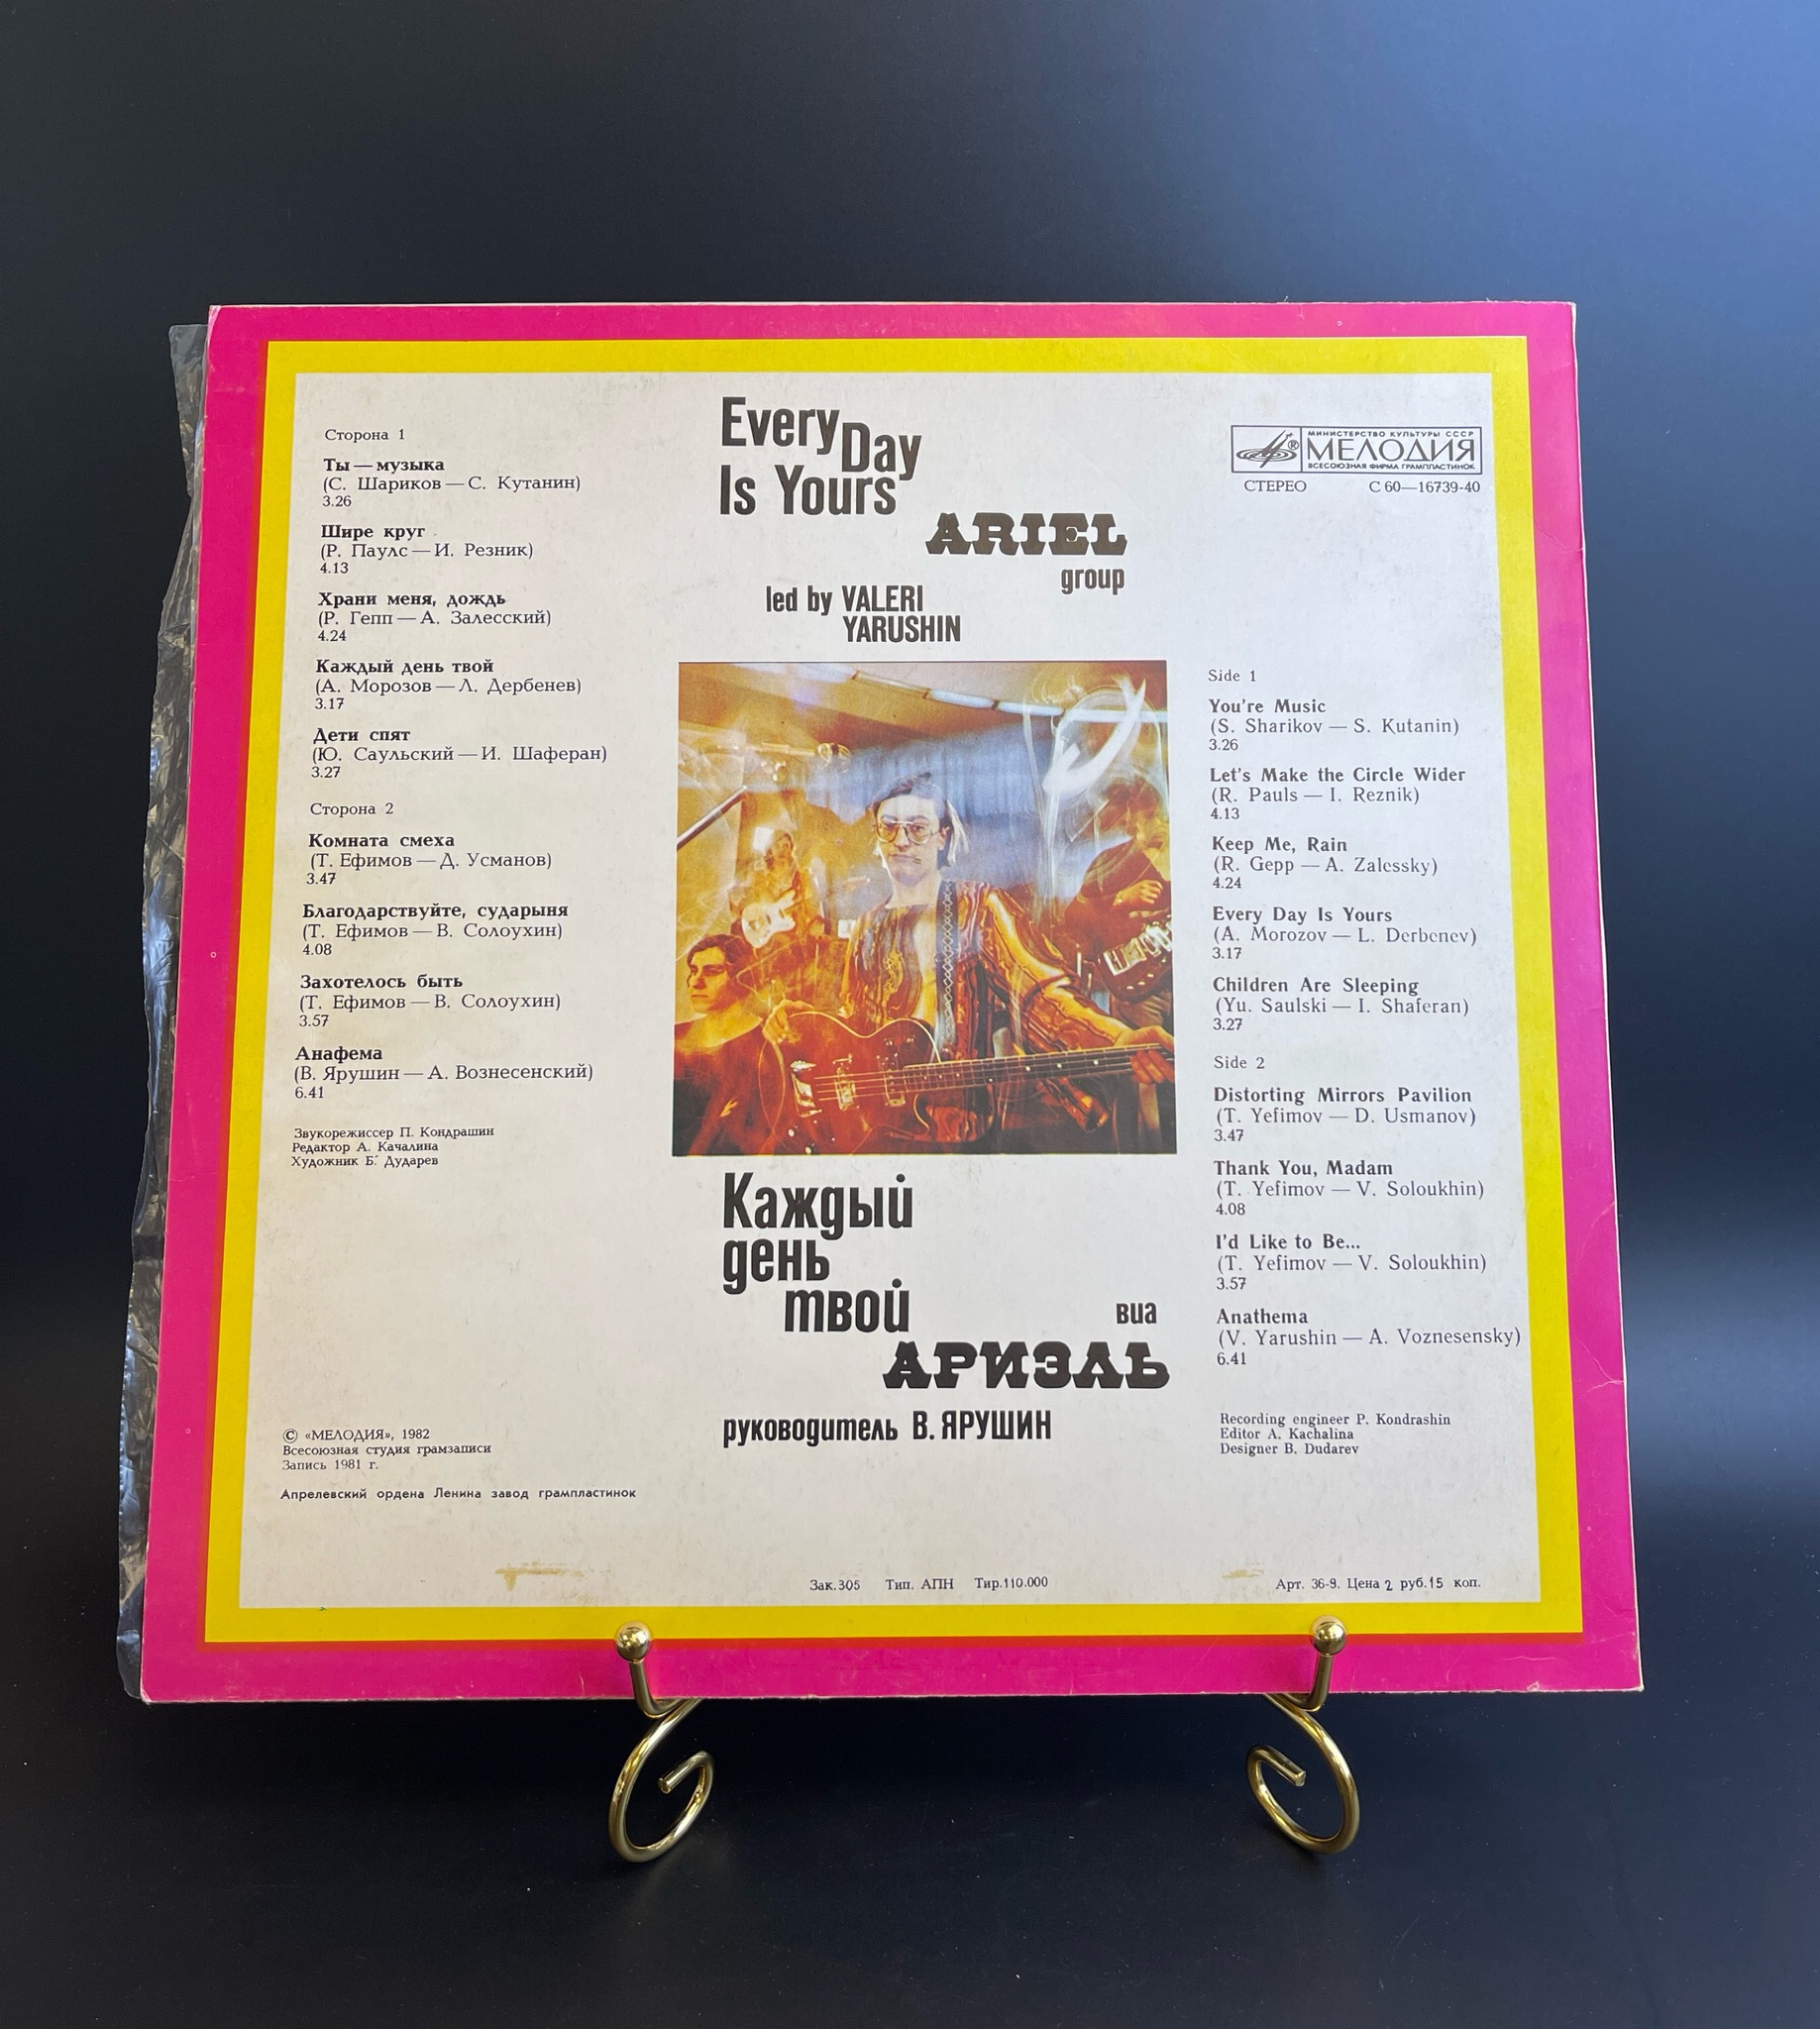 Сторона 1
Ты — музыка
(С. Шариков — С. Кутанин)
3.26
Шире круг
(Р. Паулс — И. Резник)
4.13
Храни меня, дождь
(Р. Гепп — А. Залесский)
4.24
Каждый день твой
(А. Морозов — Л. Дербенев)
3.17
Дети спят
(Ю. Саульский — И. Шаферан)
3.27
Сторона 2
Комната смеха
(Т. Ефимов — Д. Усманов)
3.47
Благодарствуйте, сударыня
(Т. Ефимов — В. Солоухин)
4.08
Захотелось быть
(Т. Ефимов — В. Солоухин)
3.57
Анафема
(В. Ярушин — А. Вознесенский)
6.41
Звукорежиссер П. Кондрашин
Редактор А. Качалина
Художник Б. Дударев
© «МЕЛОДИЯ», 1982
Всесоюзная студия грамзаписи
Запись 1981 г.
Апрелевский ордена Ленина завод грампластинок
Every Day
Is Yours
ARIEL
group
led by VALERI
YARUSHIN
Каждый
день
твой
виа
АРИЭЛЬ
руководитель В. ЯРУШИН
Зак. 305 Тип. АПН Тир. 110.000
МИНИСТЕРСТВО КУЛЬТУРЫ СССР
® МЕЛОДИЯ
ВСЕСОЮЗНАЯ ФИРМА ГРАМПЛАСТИНОК
СТЕРЕО С 60—16739-40
Side 1
You're Music
(S. Sharikov — S. Kutanin)
3.26
Let's Make the Circle Wider
(R. Pauls — I. Reznik)
4.13
Keep Me, Rain
(R. Gepp — A. Zalessky)
4.24
Every Day Is Yours
(A. Morozov — L. Derbenev)
3.17
Children Are Sleeping
(Yu. Saulski — I. Shaferan)
3.27
Side 2
Distorting Mirrors Pavilion
(T. Yefimov — D. Usmanov)
3.47
Thank You, Madam
(T. Yefimov — V. Soloukhin)
4.08
I'd Like to Be...
(T. Yefimov — V. Soloukhin)
3.57
Anathema
(V. Yarushin — A. Voznesensky)
6.41
Recording engineer P. Kondrashin
Editor A. Kachalina
Designer B. Dudarev
Арт. 36-9. Цена 2 руб. 15 коп.